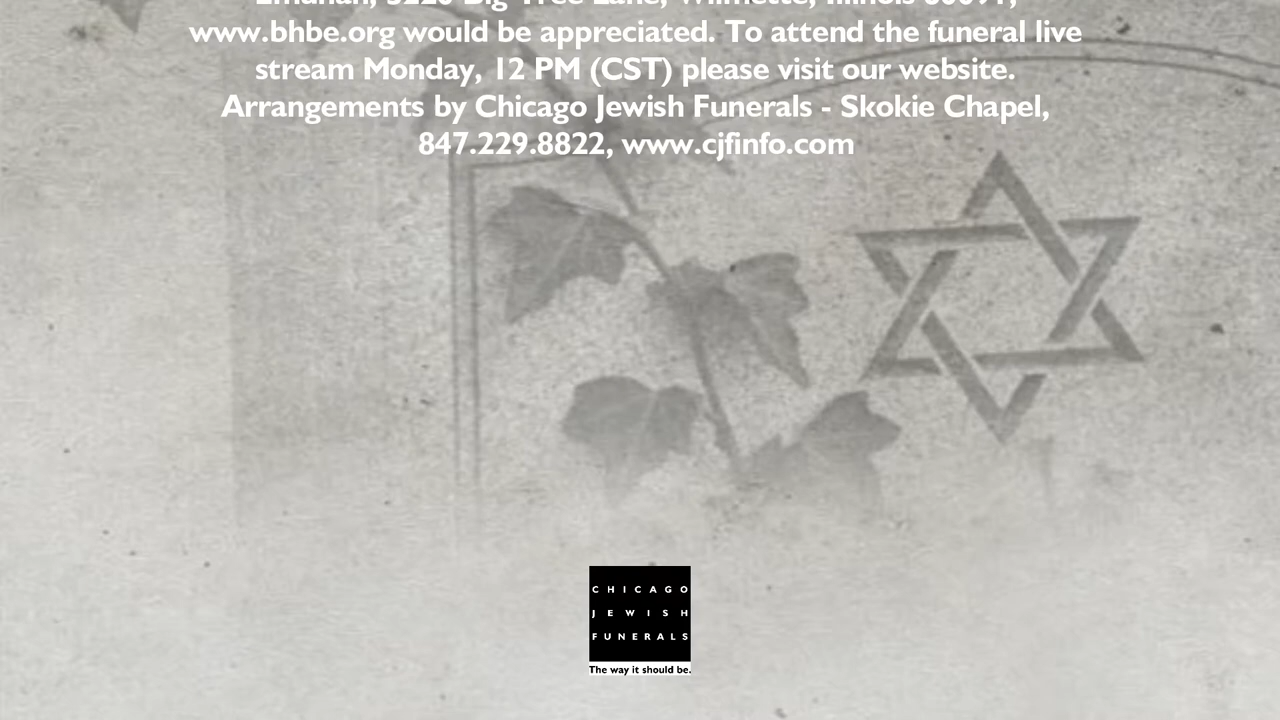 www.bhbe.org would be appreciated. To attend the funeral live
stream Monday, 12 PM (CST) please visit our website.
Arrangements by Chicago Jewish Funerals - Skokie Chapel,
847.229.8822, www.cjfinfo.com
CHICAGO
JEWISH
FUNERALS
The way it should be.